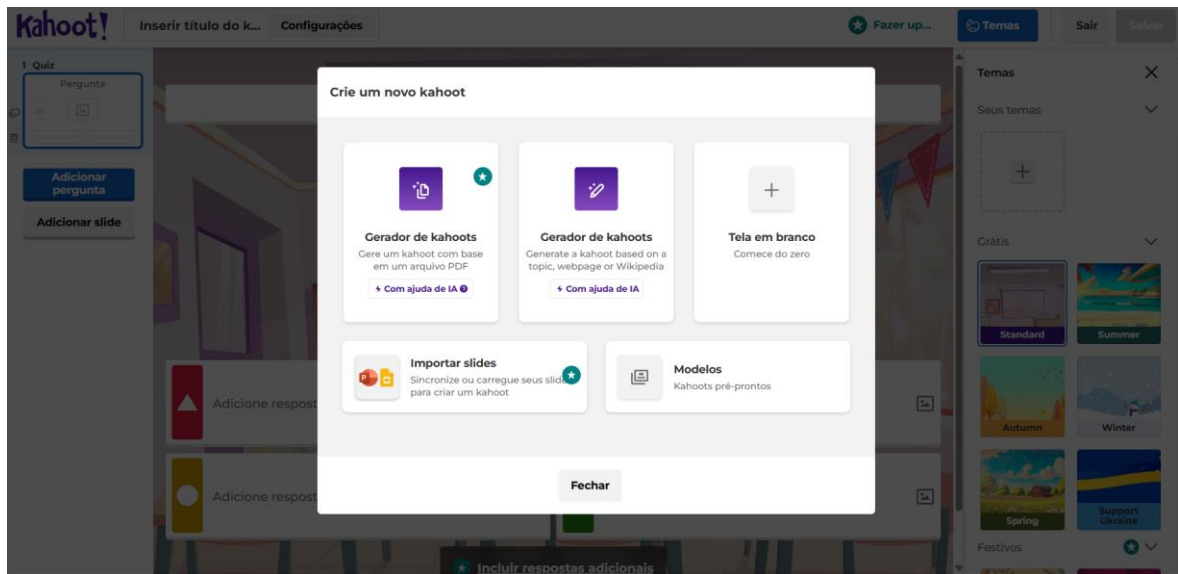 Kahoot!
Inserir título do k...
Configurações
Fazer up...
Temas
Sair
Salvar
1 Quiz
Pergunta
Adicionar
pergunta
Adicionar slide
Crie um novo kahoot
Gerador de kahoots
Gere um kahoot com base
em um arquivo PDF
Com ajuda de IA ?
Gerador de kahoots
Generate a kahoot based on a
topic, webpage or Wikipedia
Com ajuda de IA
Tela em branco
Comece do zero
Importar slides
Sincronize ou carregue seus slid
para criar um kahoot
Modelos
Kahoots pré-prontos
Fechar
Adicione respost
Adicione respost
Incluir respostas adicionais
Temas
Seus temas
Grátis
Standard
Summer
Autumn
Winter
Spring
Support
Ukraine
Festivos